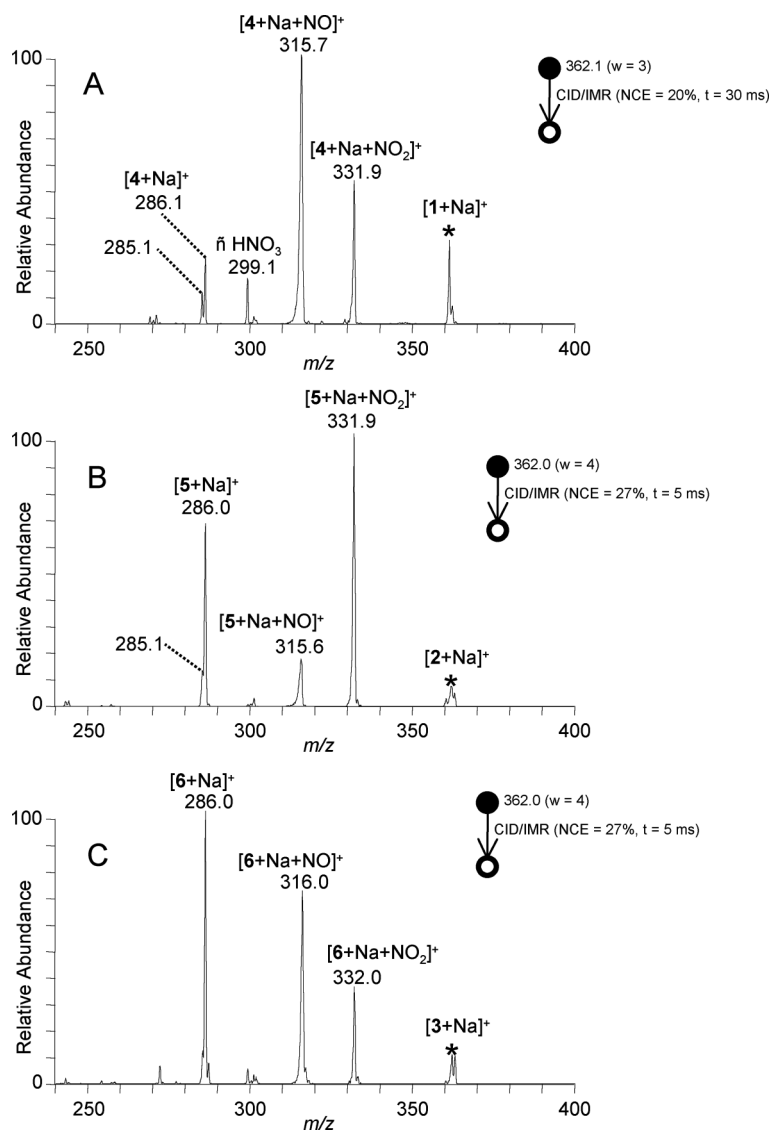 [4+Na+NO]⁺
315.7
100
A
362.1 (w = 3)
CID/IMR (NCE = 20%, t = 30 ms)
[4+Na+NO₂]⁺
331.9
[4+Na]⁺
286.1
[1+Na]⁺
*
ñ HNO₃
299.1
285.1
Relative Abundance
0
250 300 350 400
m/z
[5+Na+NO₂]⁺
331.9
100
B
362.0 (w = 4)
CID/IMR (NCE = 27%, t = 5 ms)
[5+Na]⁺
286.0
[5+Na+NO]⁺
315.6
285.1
[2+Na]⁺
*
Relative Abundance
0
250 300 350 400
m/z
[6+Na]⁺
286.0
100
C
362.0 (w = 4)
CID/IMR (NCE = 27%, t = 5 ms)
[6+Na+NO]⁺
316.0
[6+Na+NO₂]⁺
332.0
[3+Na]⁺
*
Relative Abundance
0
250 300 350 400
m/z